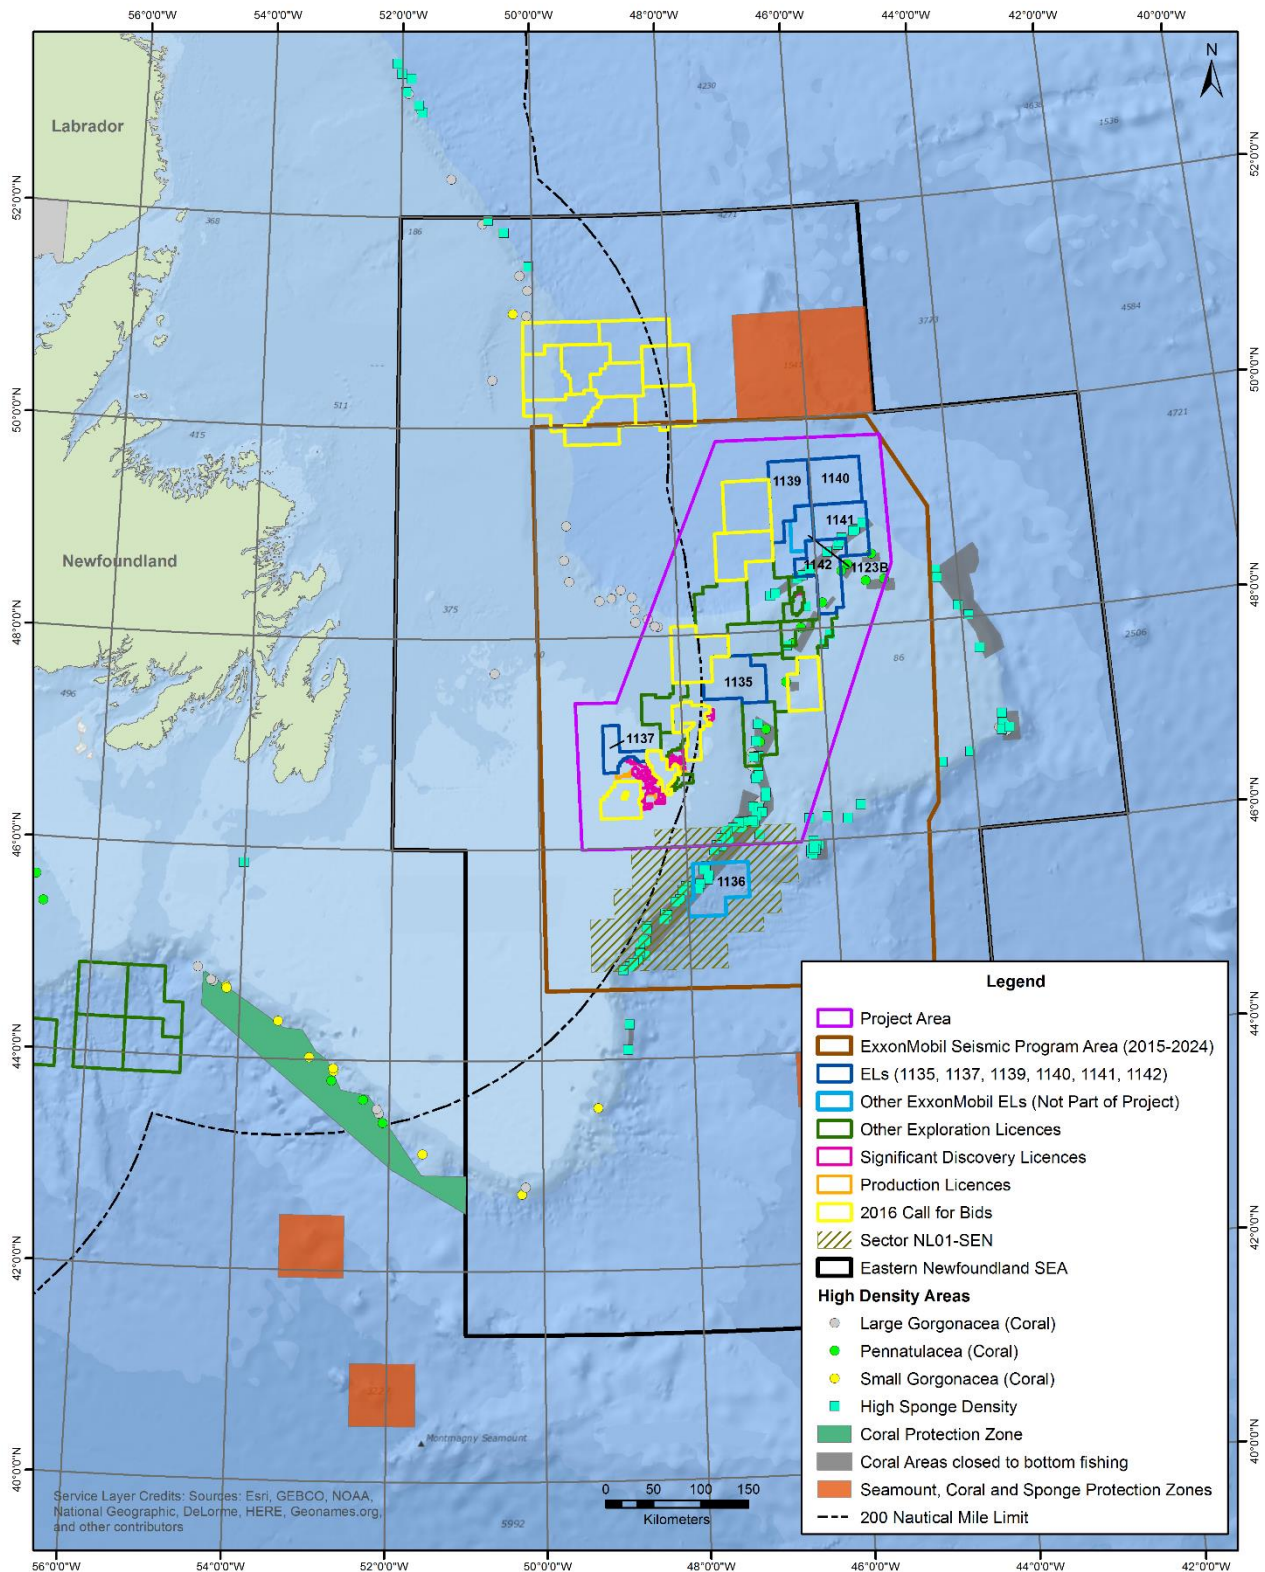 56°0'0"W 54°0'0"W 52°0'0"W 50°0'0"W 48°0'0"W 46°0'0"W 44°0'0"W 42°0'0"W 40°0'0"W
N
4230
4630
1536
Labrador
52°0'0"N
52°0'0"N
368
186
4271
3773
4584
1541
50°0'0"N
50°0'0"N
511
415
4721
1139
1140
1141
1142
1123B
Newfoundland
48°0'0"N
48°0'0"N
375
60
2506
86
496
1135
1137
46°0'0"N
46°0'0"N
1136
Legend
Project Area
ExxonMobil Seismic Program Area (2015-2024)
ELs (1135, 1137, 1139, 1140, 1141, 1142)
Other ExxonMobil ELs (Not Part of Project)
Other Exploration Licences
Significant Discovery Licences
Production Licences
2016 Call for Bids
Sector NL01-SEN
Eastern Newfoundland SEA
High Density Areas
Large Gorgonacea (Coral)
Pennatulacea (Coral)
Small Gorgonacea (Coral)
High Sponge Density
Coral Protection Zone
Coral Areas closed to bottom fishing
Seamount, Coral and Sponge Protection Zones
200 Nautical Mile Limit
44°0'0"N
44°0'0"N
42°0'0"N
42°0'0"N
Montmagny Seamount
40°0'0"N
40°0'0"N
0 50 100 150
Kilometers
Service Layer Credits: Sources: Esri, GEBCO, NOAA,
National Geographic, DeLorme, HERE, Geonames.org,
and other contributors
5992
56°0'0"W 54°0'0"W 52°0'0"W 50°0'0"W 48°0'0"W 46°0'0"W 44°0'0"W 42°0'0"W